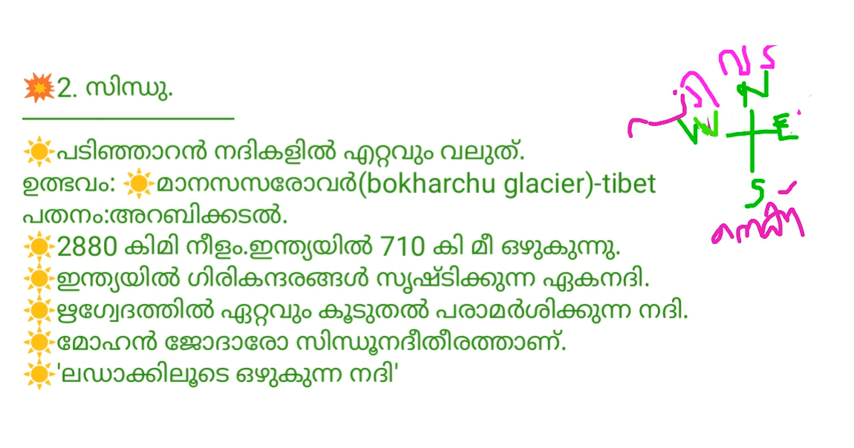 💥2. സിന്ധു.
☀️പടിഞ്ഞാറൻ നദികളിൽ എറ്റവും വലുത്.
ഉത്ഭവം: ☀️മാനസസരോവർ(bokharchu glacier)-tibet
പതനം:അറബിക്കടൽ.
☀️2880 കിമി നീളം.ഇന്ത്യയിൽ 710 കി മീ ഒഴുകുന്നു.
☀️ഇന്ത്യയിൽ ഗിരികന്ദരങ്ങൾ സൃഷ്ടിക്കുന്ന ഏകനദി.
☀️ഋഗ്വേദത്തിൽ ഏറ്റവും കൂടുതൽ പരാമർശിക്കുന്ന നദി.
☀️മോഹൻ ജോദാരോ സിന്ധൂനദീതീരത്താണ്.
☀️'ലഡാക്കിലൂടെ ഒഴുകുന്ന നദി'
വട
N
W
E
S